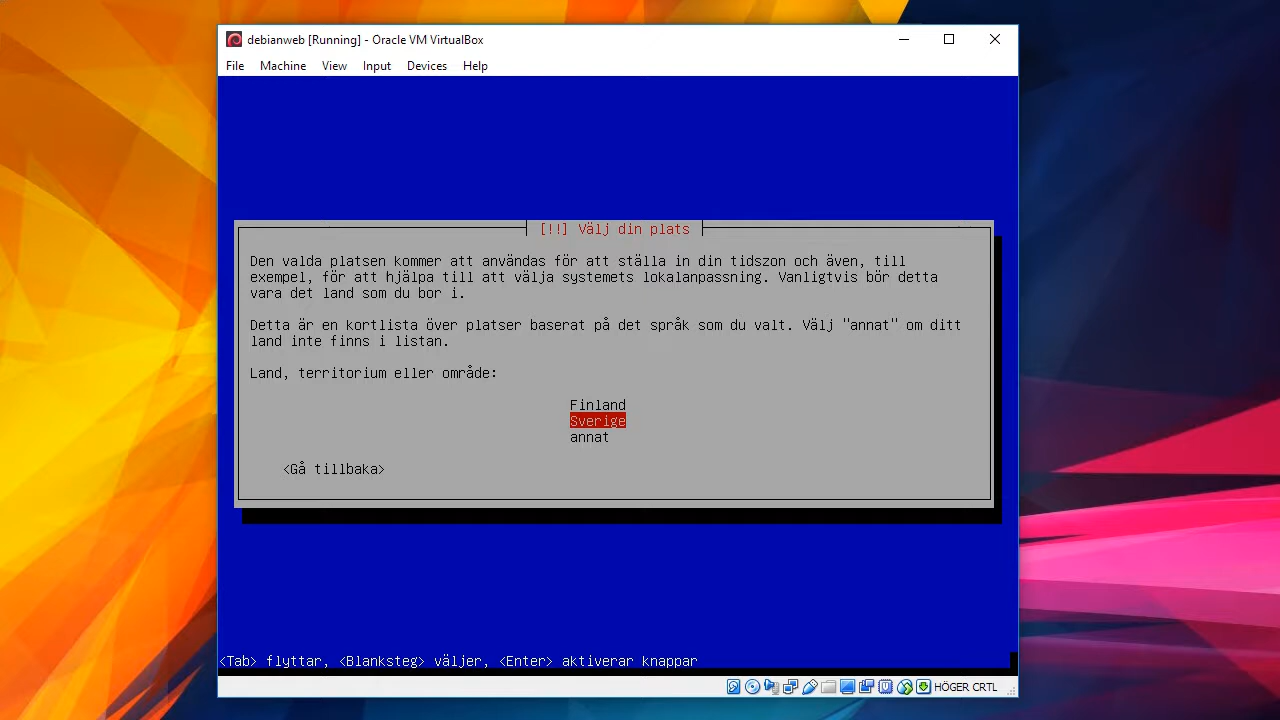 debianweb [Running] - Oracle VM VirtualBox
File Machine View Input Devices Help
[!!] Välj din plats
Den valda platsen kommer att användas för att ställa in din tidszon och även, till
exempel, för att hjälpa till att välja systemets lokalanpassning. Vanligtvis bör detta
vara det land som du bor i.
Detta är en kortlista över platser baserat på det språk som du valt. Välj "annat" om ditt
land inte finns i listan.
Land, territorium eller område:
Finland
Sverige
annat
<Gå tillbaka>
<Tab> flyttar, <Blanksteg> väljer, <Enter> aktiverar knappar
HÖGER CRTL